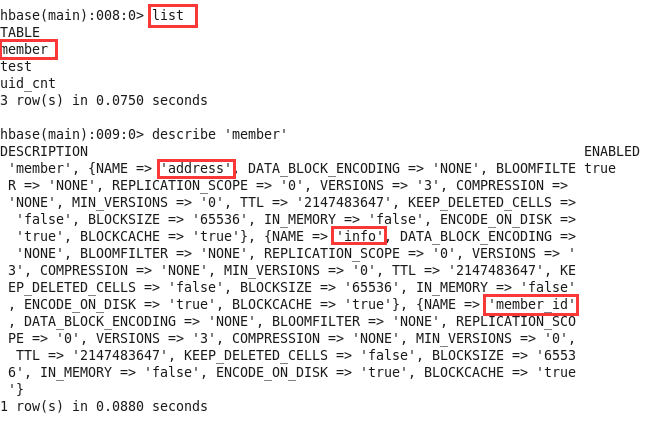 hbase(main):008:0> list
TABLE
member
test
uid_cnt
3 row(s) in 0.0750 seconds
hbase(main):009:0> describe 'member'
DESCRIPTION ENABLED
'member', {NAME => 'address', DATA_BLOCK_ENCODING => 'NONE', BLOOMFILTE true
R => 'NONE', REPLICATION_SCOPE => '0', VERSIONS => '3', COMPRESSION =>
'NONE', MIN_VERSIONS => '0', TTL => '2147483647', KEEP_DELETED_CELLS =>
'false', BLOCKSIZE => '65536', IN_MEMORY => 'false', ENCODE_ON_DISK =>
'true', BLOCKCACHE => 'true'}, {NAME => 'info', DATA_BLOCK_ENCODING =>
'NONE', BLOOMFILTER => 'NONE', REPLICATION_SCOPE => '0', VERSIONS => '
3', COMPRESSION => 'NONE', MIN_VERSIONS => '0', TTL => '2147483647', KE
EP_DELETED_CELLS => 'false', BLOCKSIZE => '65536', IN_MEMORY => 'false'
, ENCODE_ON_DISK => 'true', BLOCKCACHE => 'true'}, {NAME => 'member_id'
, DATA_BLOCK_ENCODING => 'NONE', BLOOMFILTER => 'NONE', REPLICATION_SCO
PE => '0', VERSIONS => '3', COMPRESSION => 'NONE', MIN_VERSIONS => '0',
TTL => '2147483647', KEEP_DELETED_CELLS => 'false', BLOCKSIZE => '6553
6', IN_MEMORY => 'false', ENCODE_ON_DISK => 'true', BLOCKCACHE => 'true
'}
1 row(s) in 0.0880 seconds